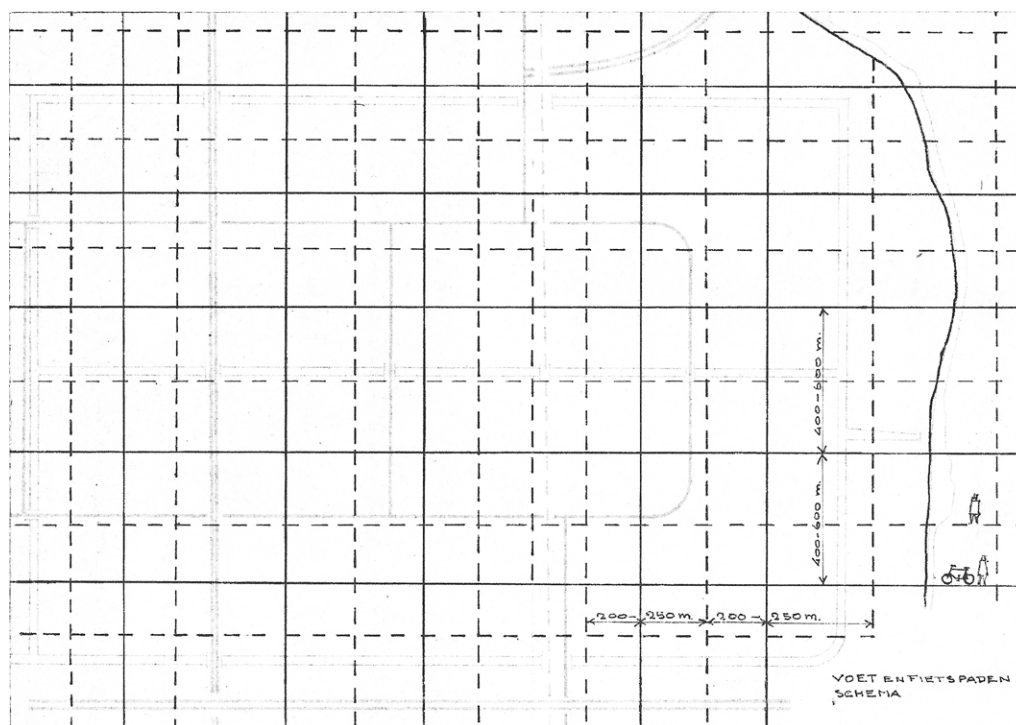 400-600 m
400-600 m.
200-
250 m.
200-
250 m.
VOET EN FIETSPADEN
SCHEMA